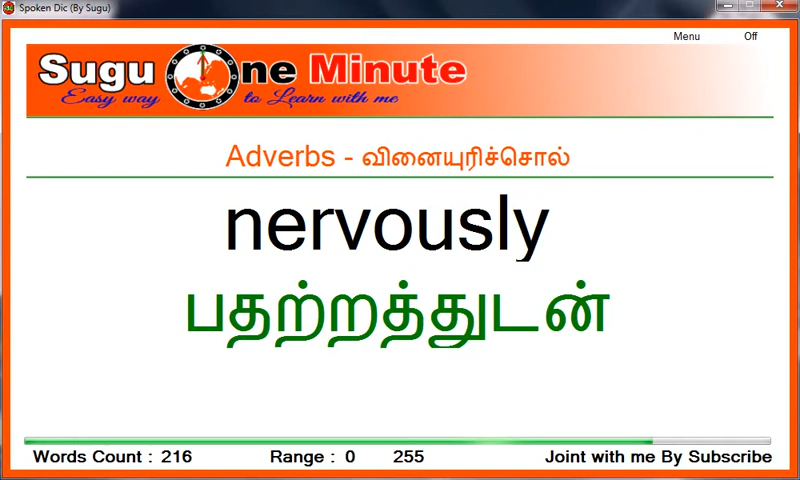 Spoken Dic (By Sugu)
Menu Off
Sugu One Minute
Easy way to Learn with me
Adverbs - வினையுரிச்சொல்
nervously
பதற்றத்துடன்
Words Count : 216 Range : 0 255 Joint with me By Subscribe